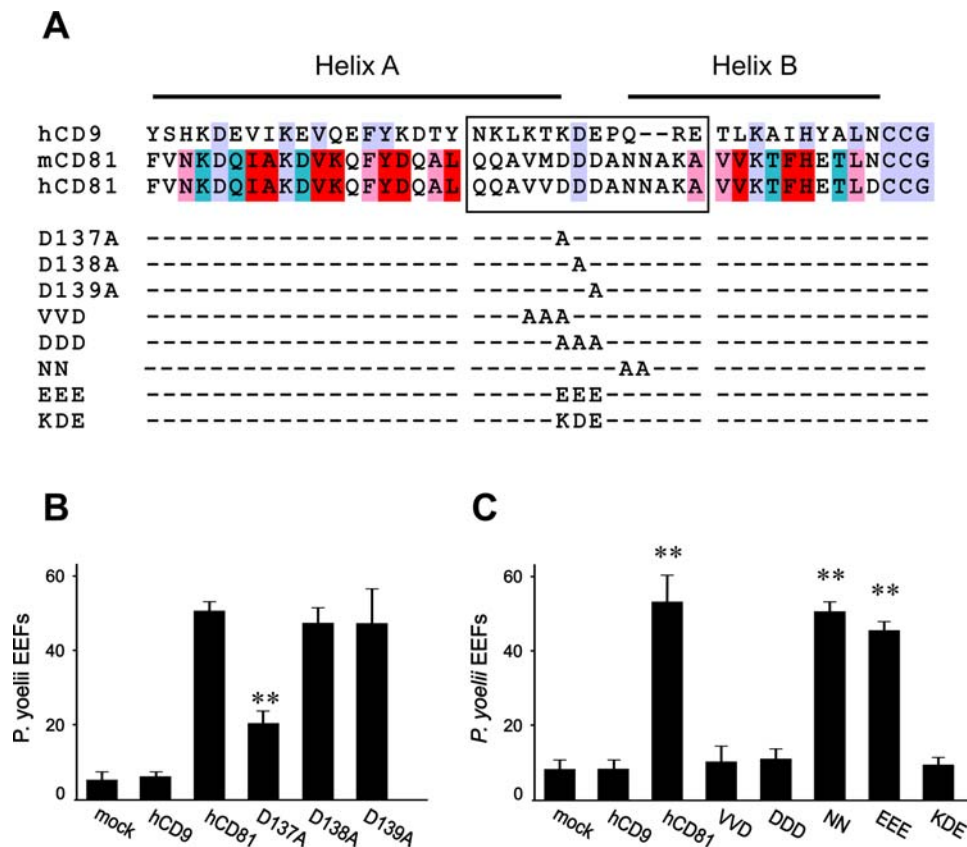 A
Helix A Helix B
hCD9 YSHKDEVIKEVQEFYKDTY NKLKTKDEPQ--RE TLKAIHYALNCCG
mCD81 FVNKDQIAKDVKQFYDQAL QQAVMDDDANNAKA VVKTFHETLNCCG
hCD81 FVNKDQIAKDVKQFYDQAL QQAVVDDDANNAKA VVKTFHETLDCCG
D137A ------------------- -----A-------- -------------
D138A ------------------- ------A------- -------------
D139A ------------------- -------A------ -------------
VVD ------------------- ---AAA-------- -------------
DDD ------------------- -----AAA------ -------------
NN ------------------- ---------AA--- -------------
EEE ------------------- -----EEE------ -------------
KDE ------------------- -----KDE------ -------------
B
P. yoelii EEFs
60
40
20
0
**
mock hCD9 hCD81 D137A D138A D139A
C
P. yoelii EEFs
60
40
20
0
** ** **
mock hCD9 hCD81 VVD DDD NN EEE KDE